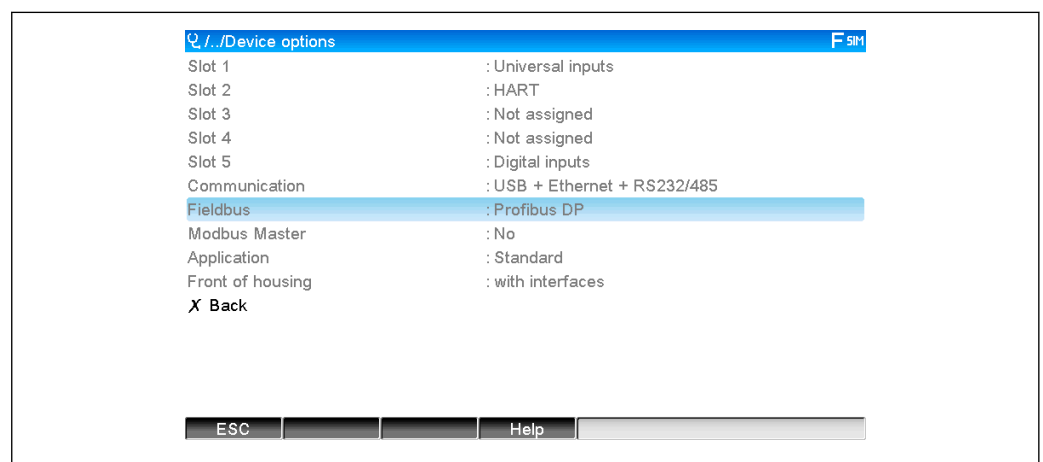 /../Device options F SIM
Slot 1 : Universal inputs
Slot 2 : HART
Slot 3 : Not assigned
Slot 4 : Not assigned
Slot 5 : Digital inputs
Communication : USB + Ethernet + RS232/485
Fieldbus : Profibus DP
Modbus Master : No
Application : Standard
Front of housing : with interfaces
X Back
ESC Help